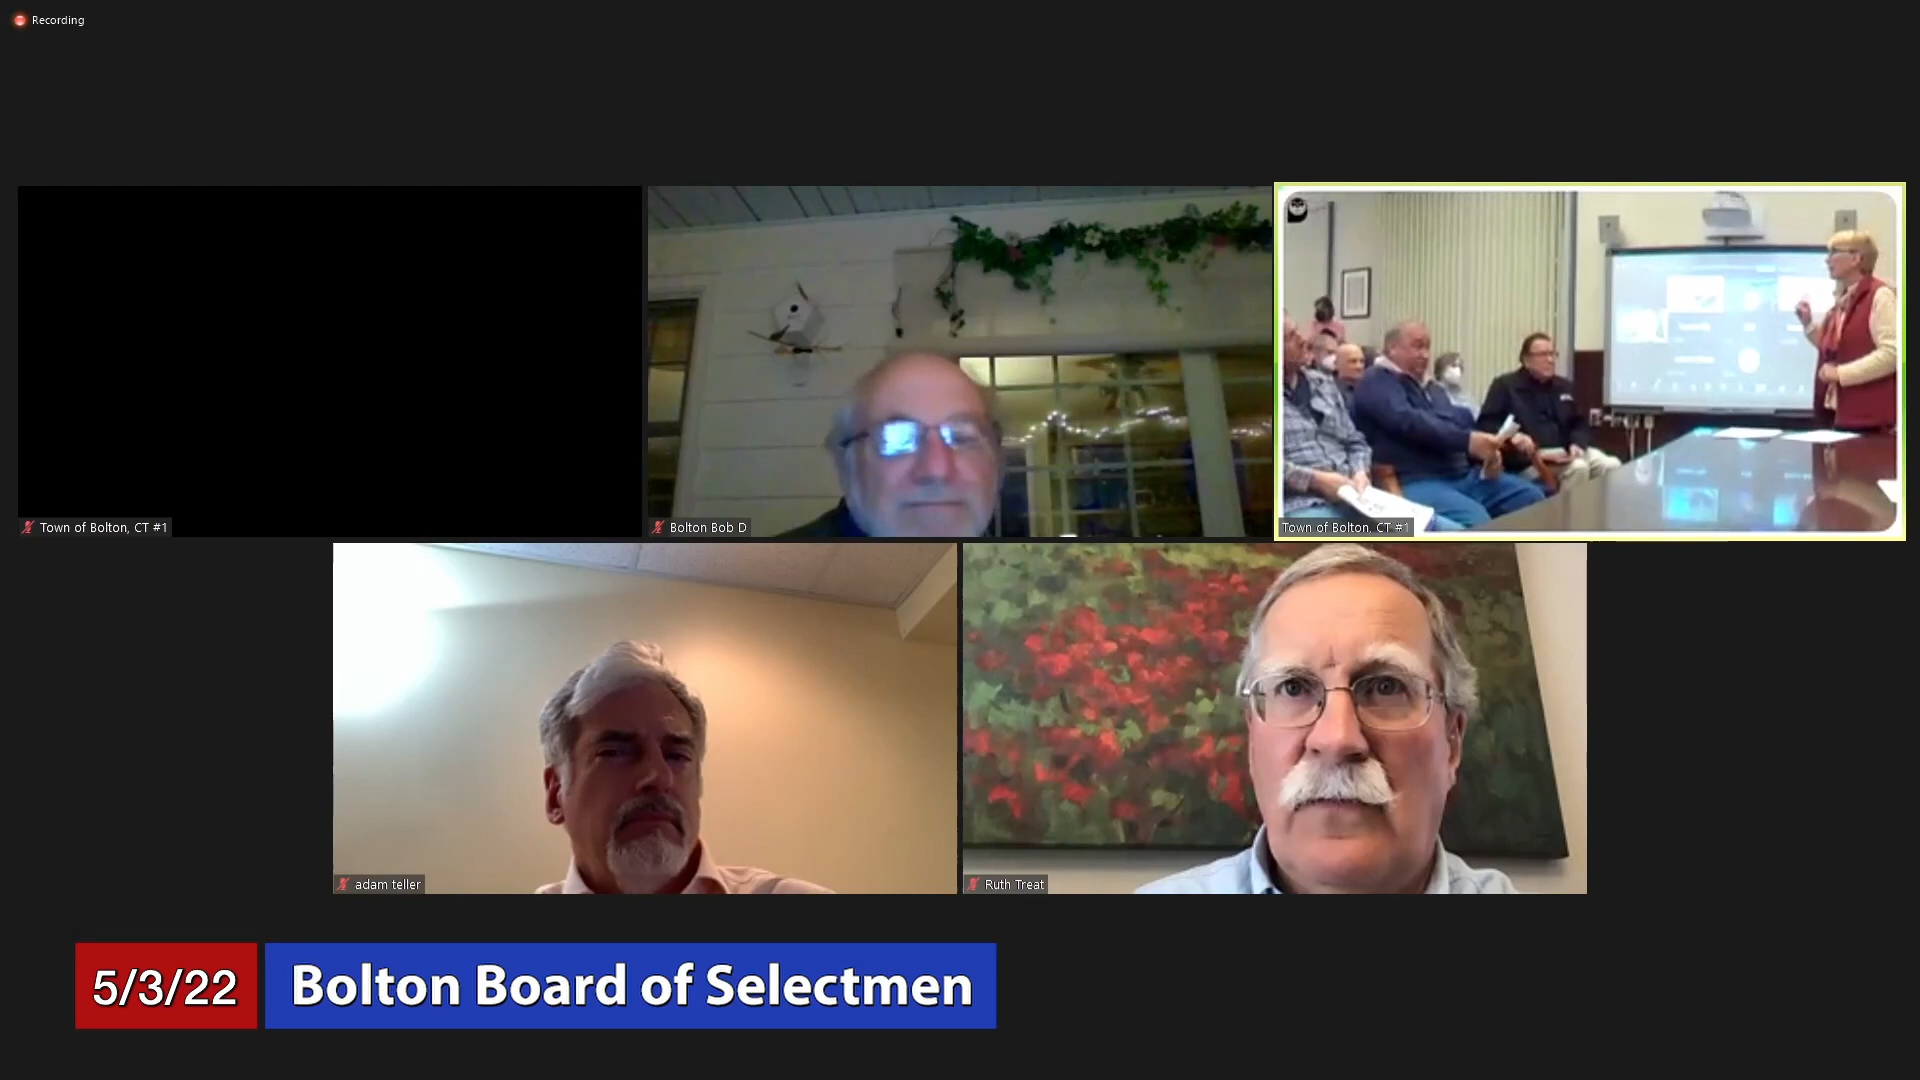 Recording
Town of Bolton, CT #1
Bolton Bob D
Town of Bolton, CT #1
adam teller
Ruth Treat
5/3/22
Bolton Board of Selectmen